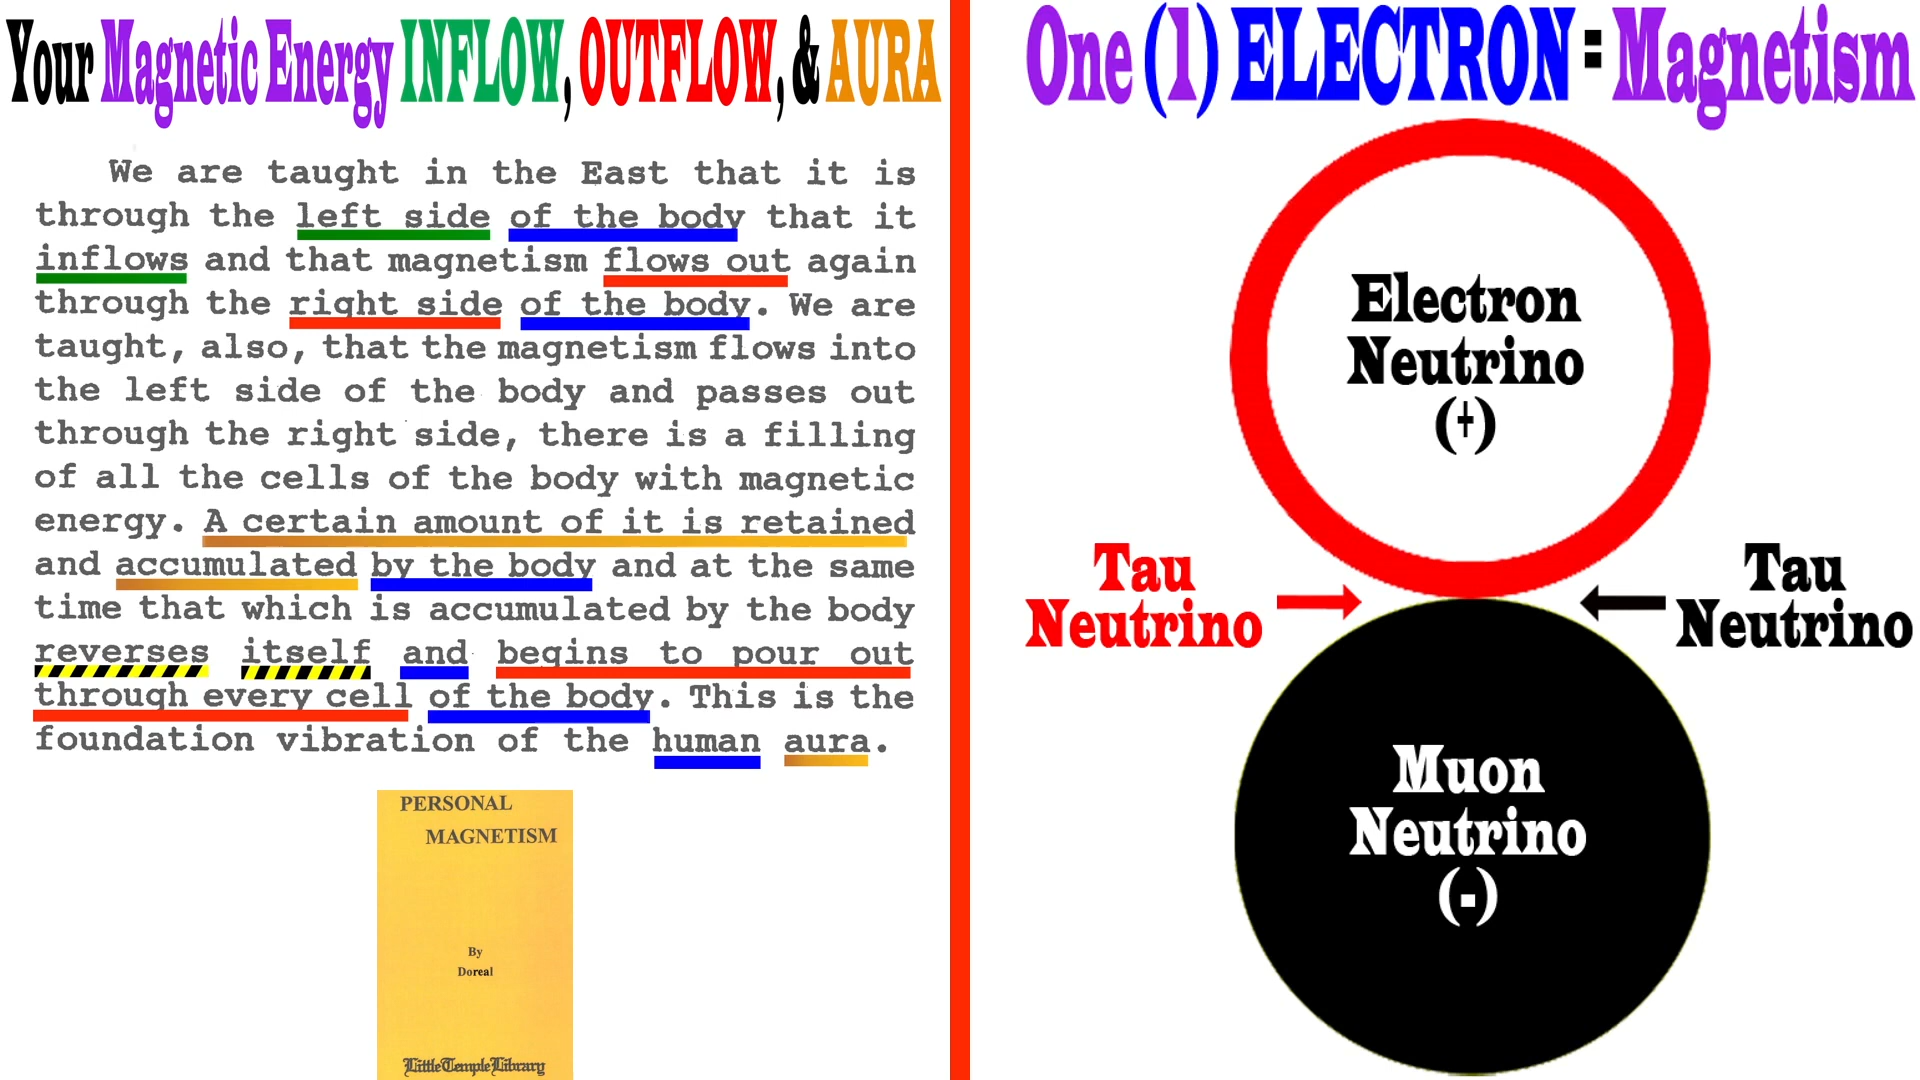 Your Magnetic Energy INFLOW, OUTFLOW, & AURA
We are taught in the East that it is
through the left side of the body that it
inflows and that magnetism flows out again
through the right side of the body. We are
taught, also, that the magnetism flows into
the left side of the body and passes out
through the right side, there is a filling
of all the cells of the body with magnetic
energy. A certain amount of it is retained
and accumulated by the body and at the same
time that which is accumulated by the body
reverses itself and begins to pour out
through every cell of the body. This is the
foundation vibration of the human aura.
PERSONAL
MAGNETISM
By
Doreal
Little Temple Library
One (1) ELECTRON = Magnetism
Electron
Neutrino
(+)
Tau
Neutrino
Tau
Neutrino
Muon
Neutrino
(-)